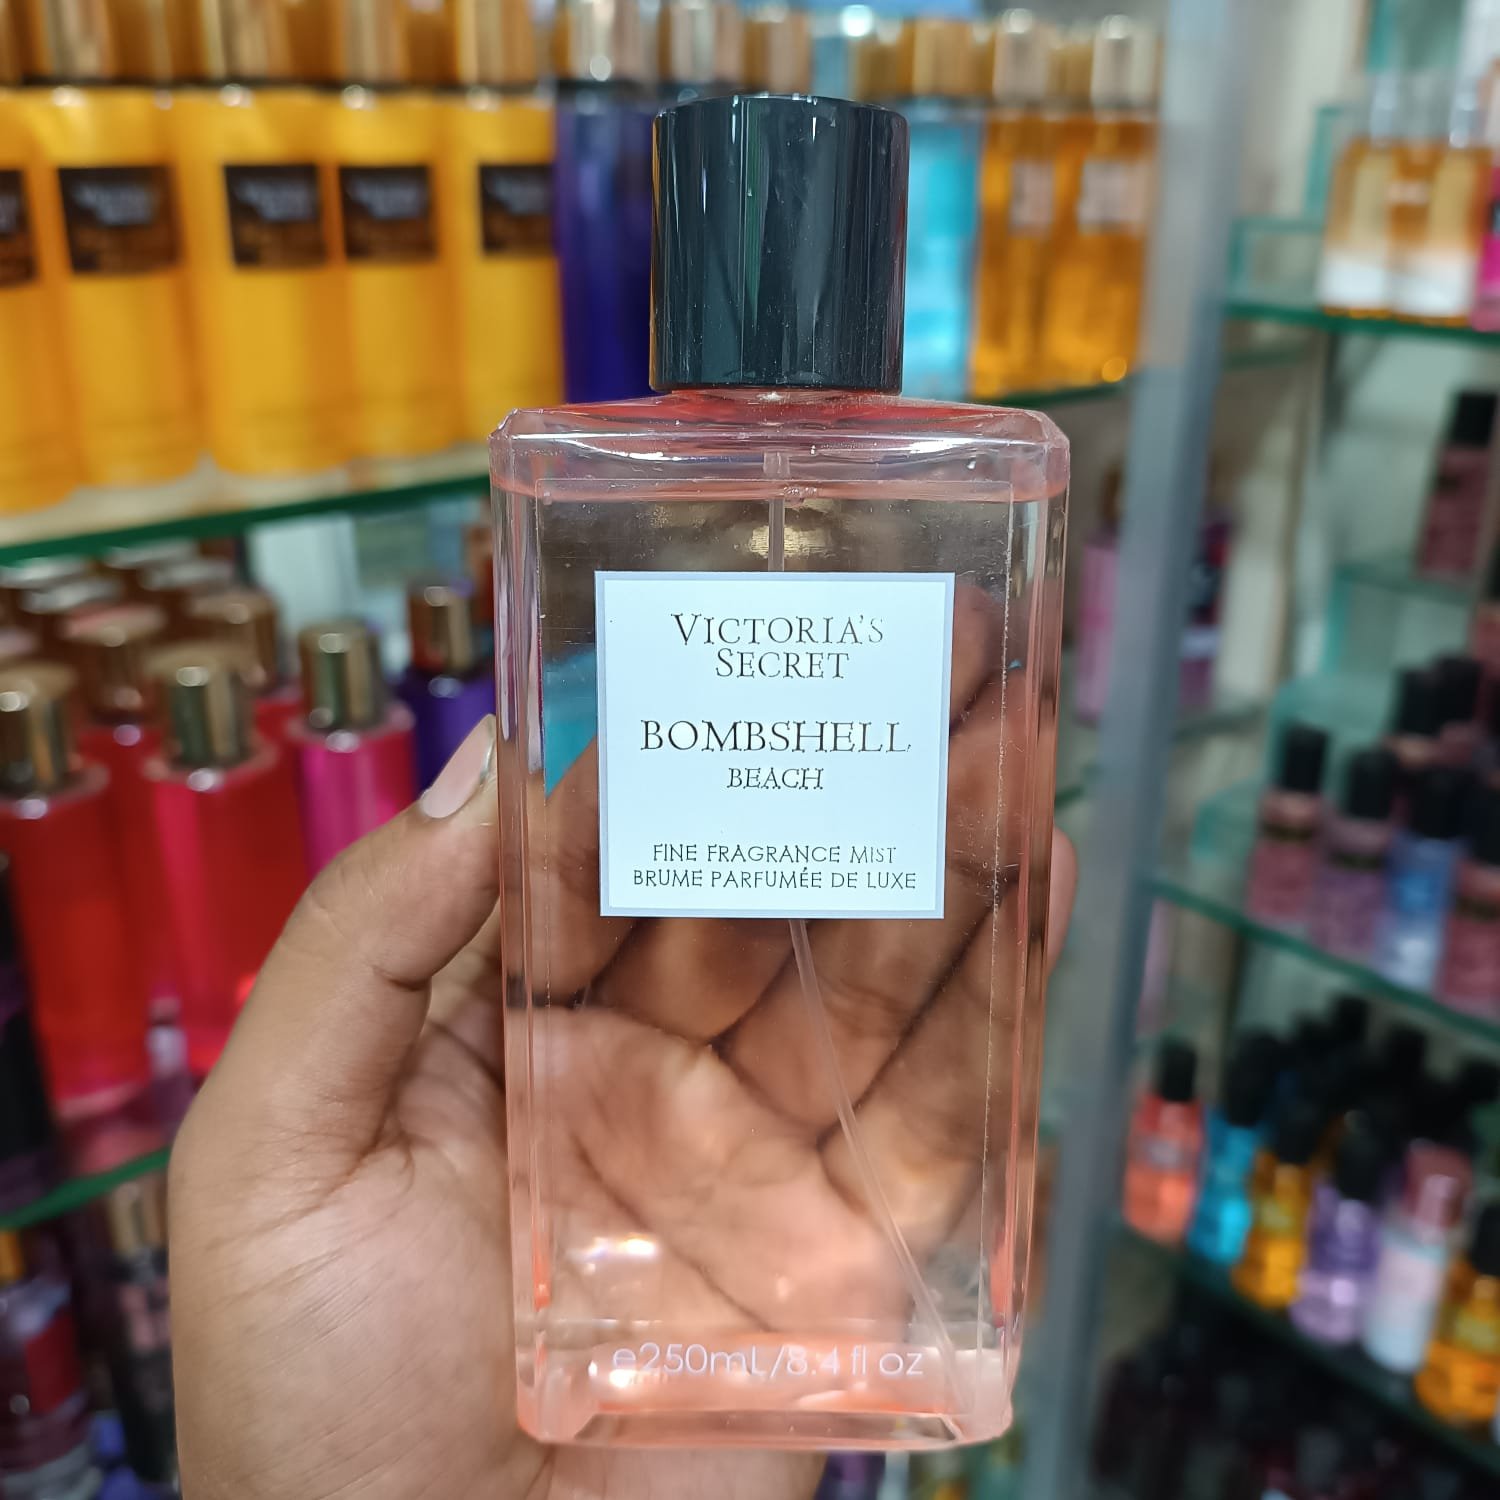 VICTORIA'S
SECRET
BOMBSHELL
BEACH
FINE FRAGRANCE MIST
BRUME PARFUMÉE DE LUXE
e250mL/8.4 fl oz